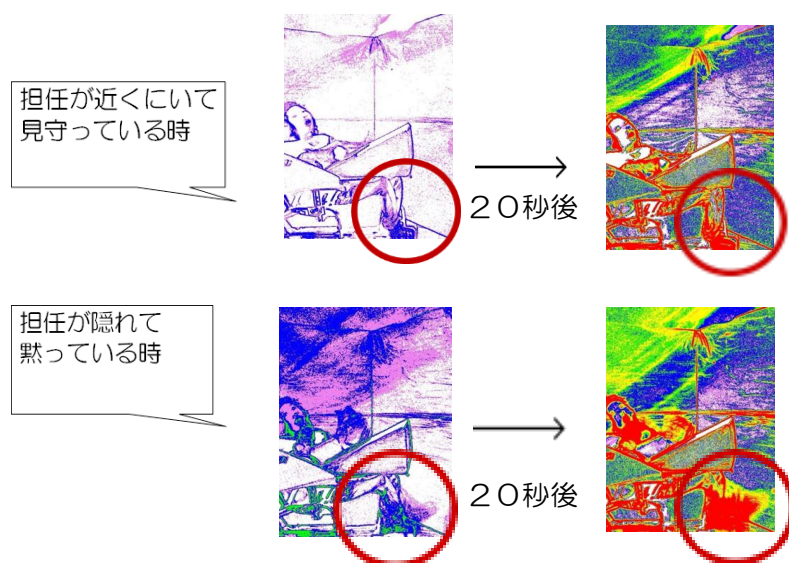 担任が近くにいて
見守っている時
２０秒後
担任が隠れて
黙っている時
２０秒後